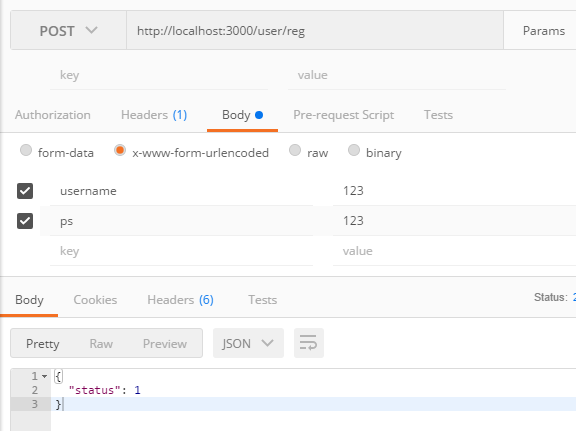 POST http://localhost:3000/user/reg Params
key value
Authorization Headers (1) Body Pre-request Script Tests
form-data x-www-form-urlencoded raw binary
username 123
ps 123
key value
Body Cookies Headers (6) Tests Status: 2
Pretty Raw Preview JSON
1 {
2 "status": 1
3 }